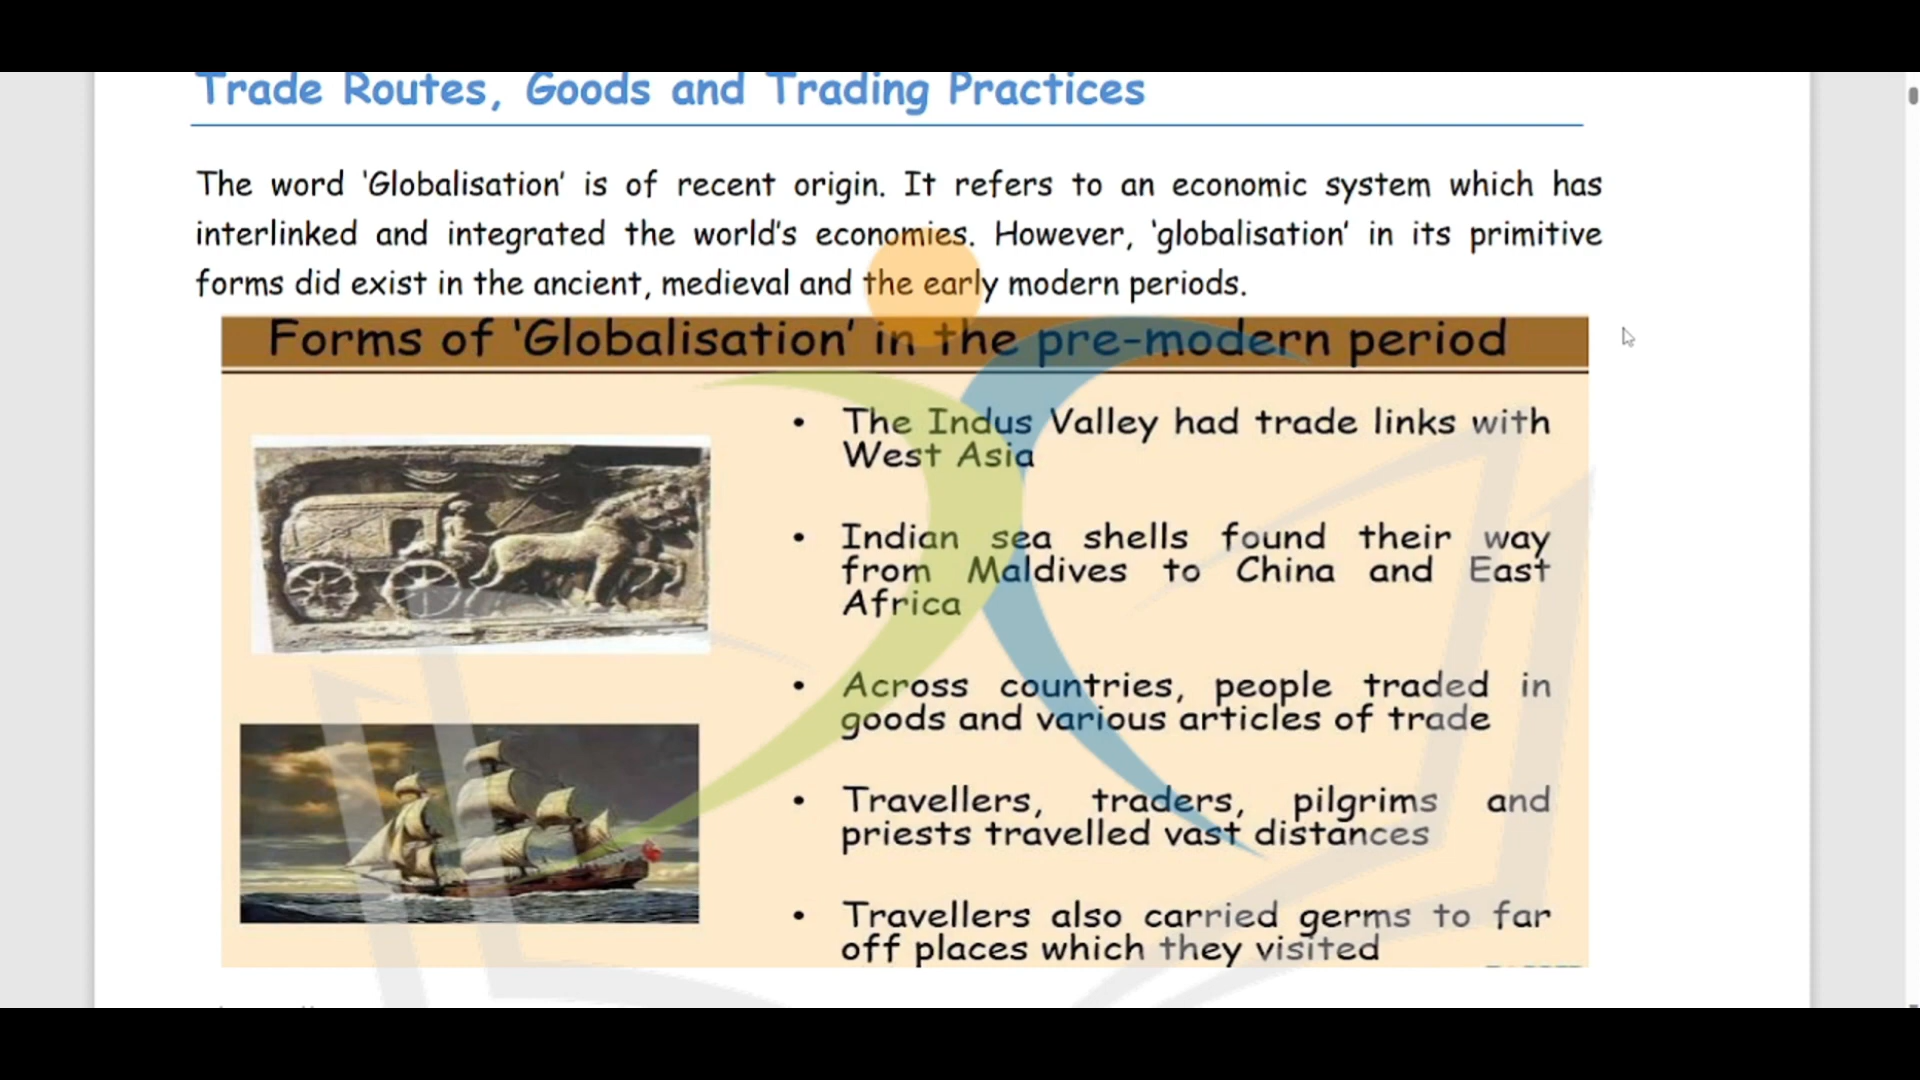 Trade Routes, Goods and Trading Practices
The word ‘Globalisation’ is of recent origin. It refers to an economic system which has
interlinked and integrated the world’s economies. However, ‘globalisation’ in its primitive
forms did exist in the ancient, medieval and the early modern periods.
Forms of ‘Globalisation’ in the pre-modern period
• The Indus Valley had trade links with
West Asia
• Indian sea shells found their way
from Maldives to China and East
Africa
• Across countries, people traded in
goods and various articles of trade
• Travellers, traders, pilgrims and
priests travelled vast distances
• Travellers also carried germs to far
off places which they visited